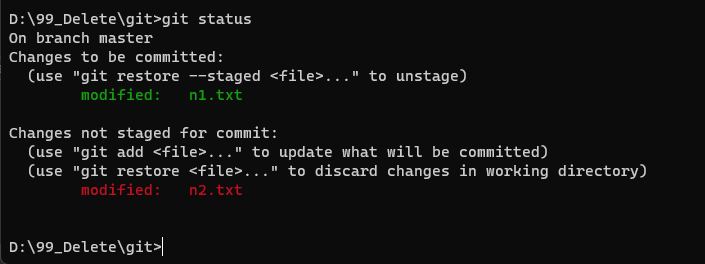 D:\99_Delete\git>git status
On branch master
Changes to be committed:
  (use "git restore --staged <file>..." to unstage)
        modified:   n1.txt

Changes not staged for commit:
  (use "git add <file>..." to update what will be committed)
  (use "git restore <file>..." to discard changes in working directory)
        modified:   n2.txt


D:\99_Delete\git>